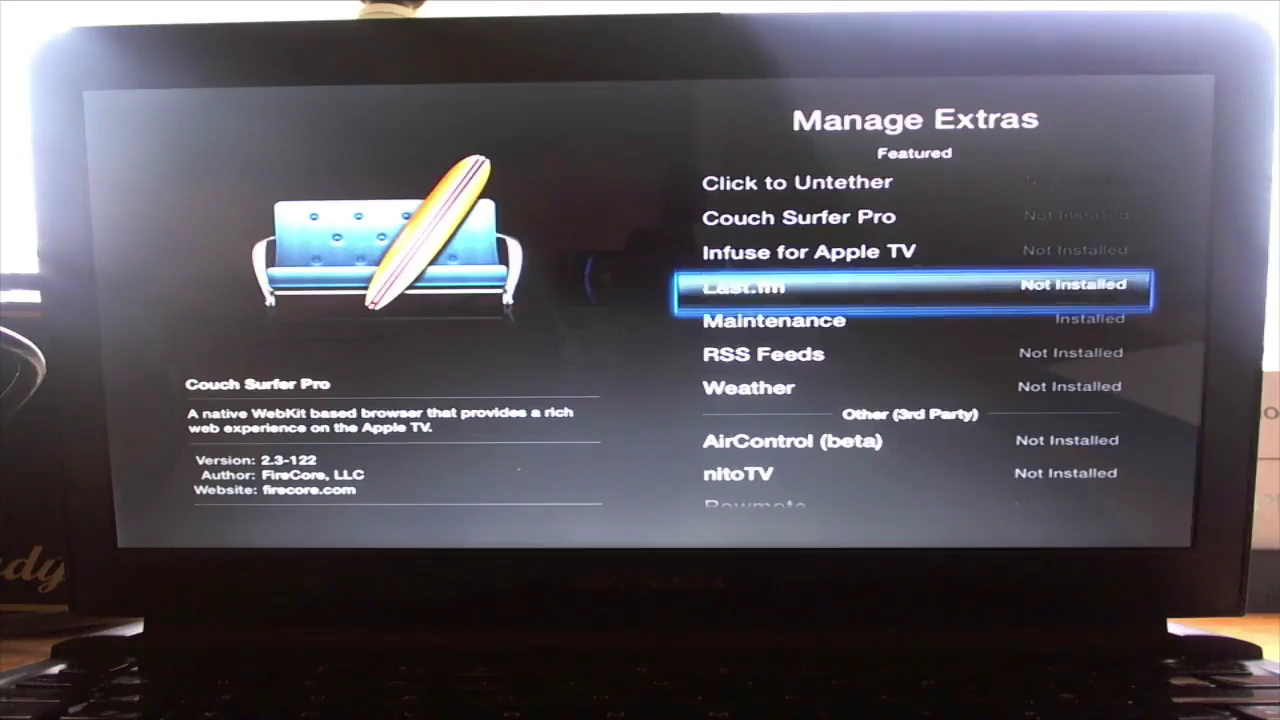 Manage Extras
Featured
Click to Untether
Couch Surfer Pro Not Installed
Infuse for Apple TV Not Installed
Last.fm Not Installed
Maintenance Installed
RSS Feeds Not Installed
Weather Not Installed
Other (3rd Party)
AirControl (beta) Not Installed
nitoTV Not Installed
Rowmote
Couch Surfer Pro
A native WebKit based browser that provides a rich
web experience on the Apple TV.
Version: 2.3-122
Author: FireCore, LLC
Website: firecore.com